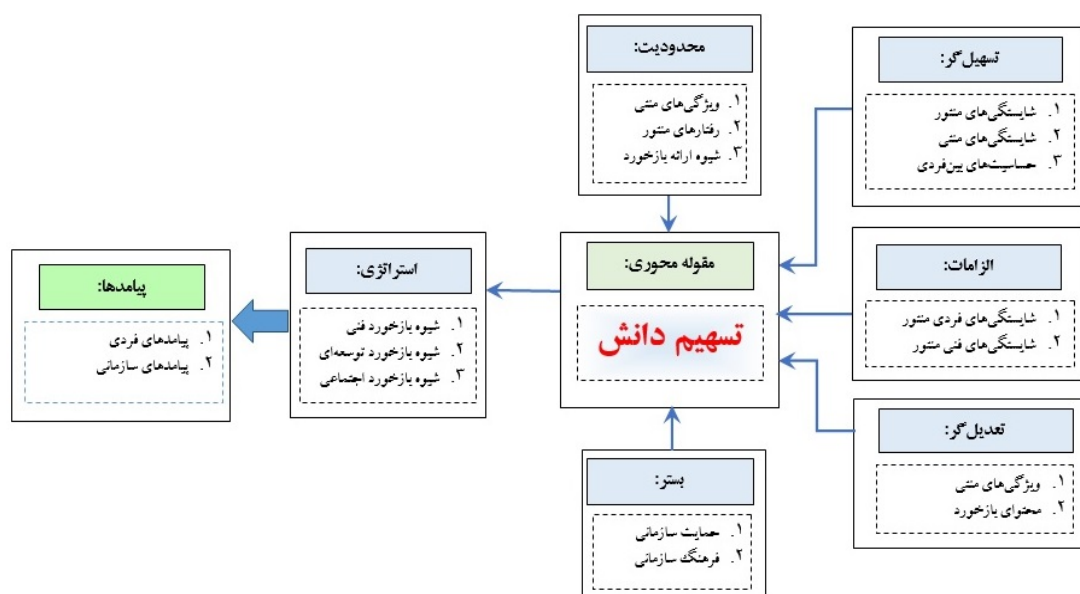 محدودیت:
۱. ویژگی‌های منتی
۲. رفتارهای منتور
۳. شیوه ارائه بازخورد
تسهیل‌گر:
۱. شایستگی‌های منتور
۲. شایستگی‌های منتی
۳. حساسیت‌های بین‌فردی
الزامات:
۱. شایستگی‌های فردی منتور
۲. شایستگی‌های فنی منتور
تعدیل‌گر:
۱. ویژگی‌های منتی
۲. محتوای بازخورد
مقوله محوری:
تسهیم دانش
بستر:
۱. حمایت سازمانی
۲. فرهنگ سازمانی
استراتژی:
۱. شیوه بازخورد فنی
۲. شیوه بازخورد توسعه‌ای
۳. شیوه بازخورد اجتماعی
پیامدها:
۱. پیامدهای فردی
۲. پیامدهای سازمانی